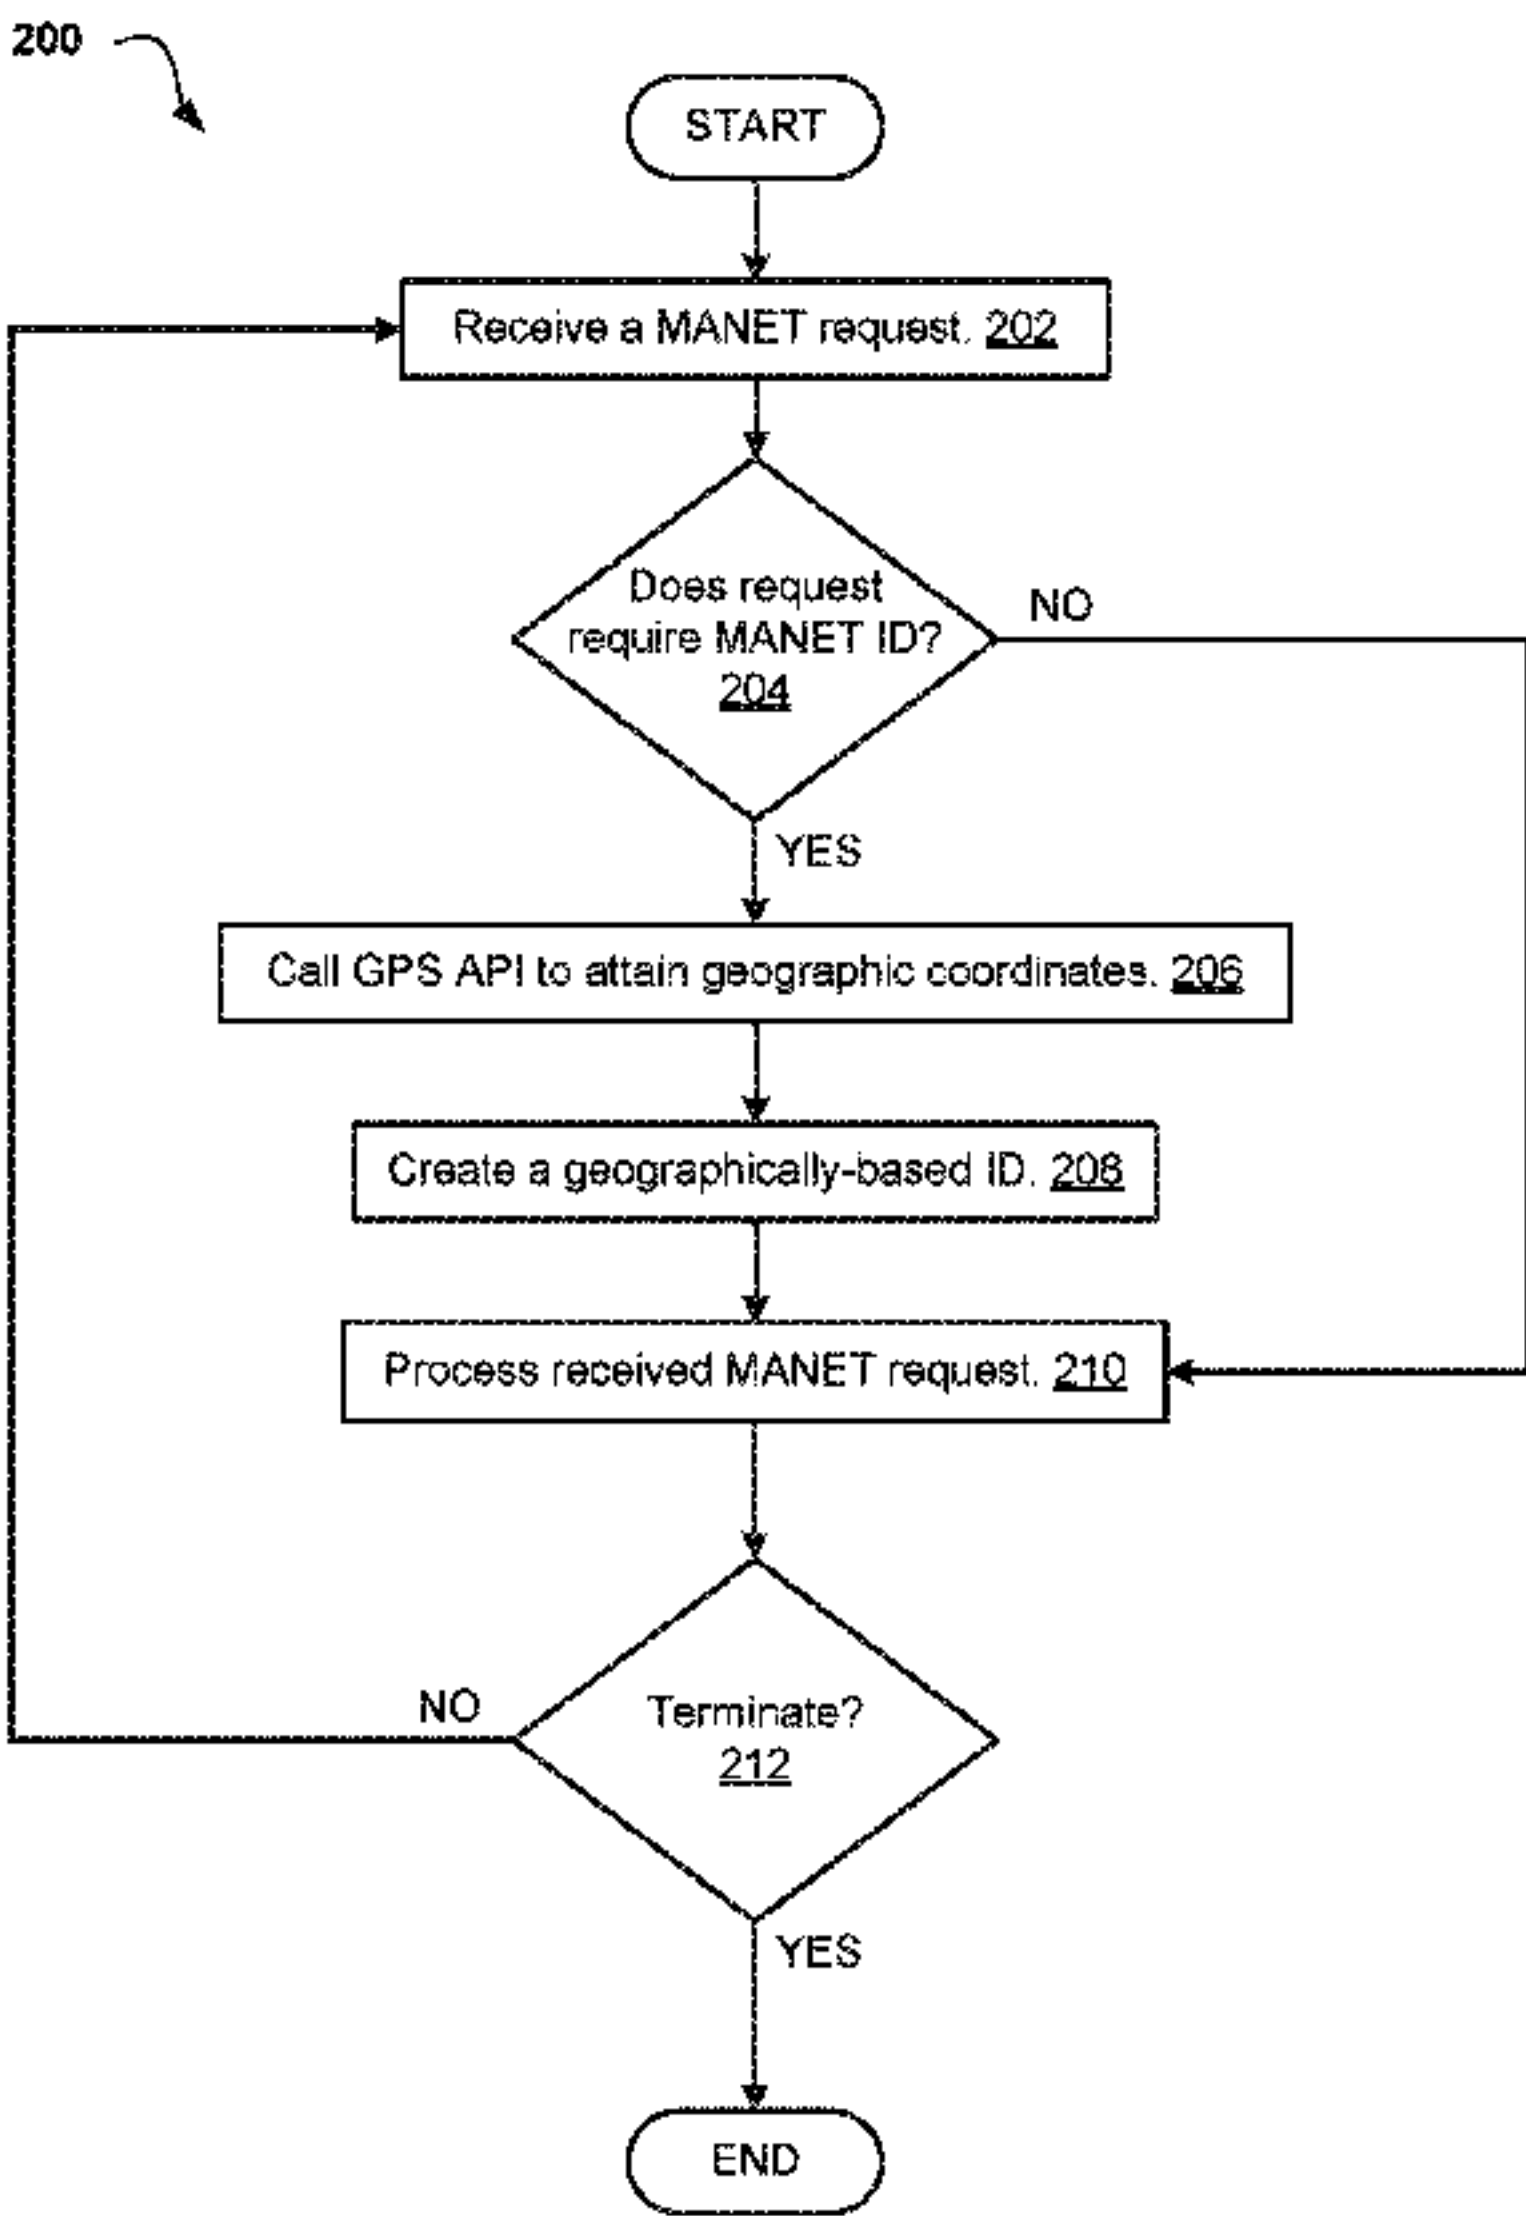 200
START
Receive a MANET request. 202
Does request
require MANET ID?
204
NO
YES
Call GPS API to attain geographic coordinates. 206
Create a geographically-based ID. 208
Process received MANET request. 210
NO
Terminate?
212
YES
END